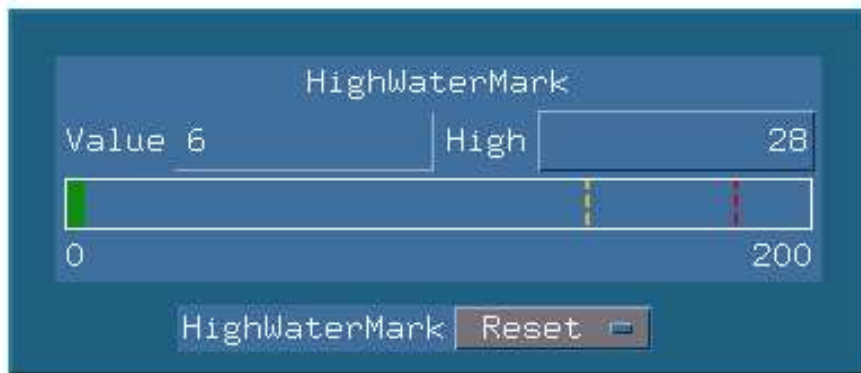 HighWaterMark
Value 6 High 28
0 200
HighWaterMark Reset